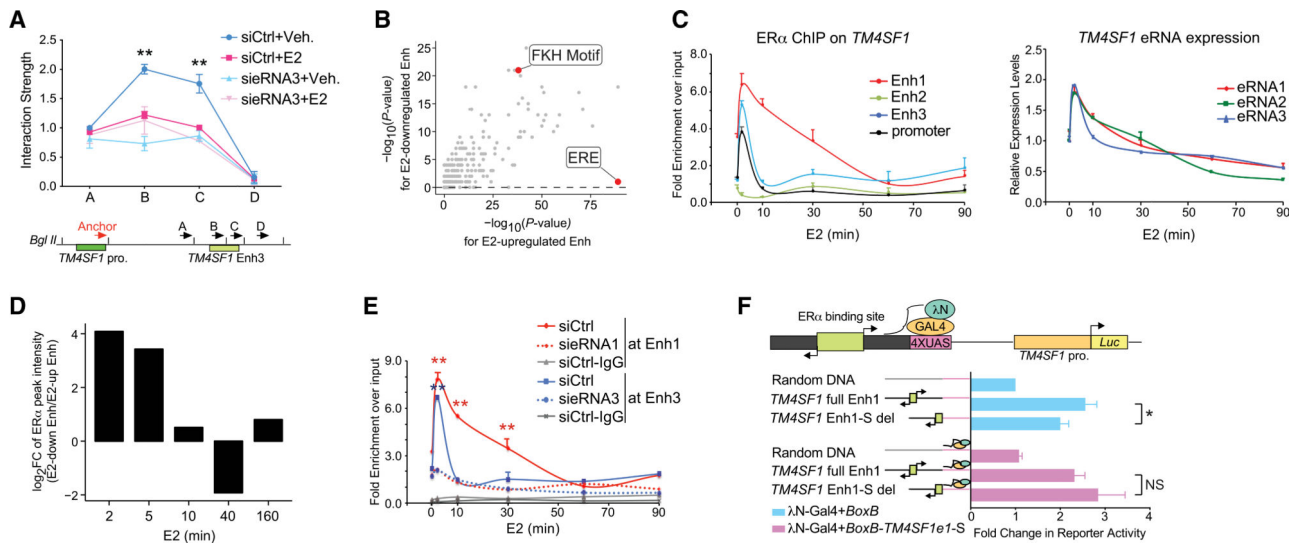 A
siCtrl+Veh.
siCtrl+E2
sieRNA3+Veh.
sieRNA3+E2
Interaction Strength
2.5
2.0
1.5
1.0
0.5
0.0
**
**
A B C D
Anchor
A B C D
Bgl II
TM4SF1 pro.
TM4SF1 Enh3
B
−log10(P-value)
for E2-downregulated Enh
25
20
15
10
5
0
FKH Motif
ERE
0 25 50 75
−log10(P-value)
for E2-upregulated Enh
C
ERα ChIP on TM4SF1
Fold Enrichment over input
8.0
6.0
4.0
2.0
0
Enh1
Enh2
Enh3
promoter
0 10 30 60 90
E2 (min)
TM4SF1 eRNA expression
Relative Expression Levels
2.5
2.0
1.5
1.0
0.5
0.0
eRNA1
eRNA2
eRNA3
0 10 30 60 90
E2 (min)
D
log2FC of ERα peak intensity
(E2-down Enh/E2-up Enh)
4
2
0
−2
2 5 10 40 160
E2 (min)
E
siCtrl
sieRNA1 at Enh1
siCtrl-IgG
siCtrl
sieRNA3 at Enh3
siCtrl-IgG
Fold Enrichment over input
9.0
6.0
3.0
0.0
**
**
**
**
0 10 30 60 90
E2 (min)
F
ERα binding site
λN
GAL4
4XUAS
TM4SF1 pro.
Luc
Random DNA
TM4SF1 full Enh1
TM4SF1 Enh1-S del
*
Random DNA
TM4SF1 full Enh1
TM4SF1 Enh1-S del
NS
λN-Gal4+BoxB
λN-Gal4+BoxB-TM4SF1e1-S
0 1 2 3 4
Fold Change in Reporter Activity